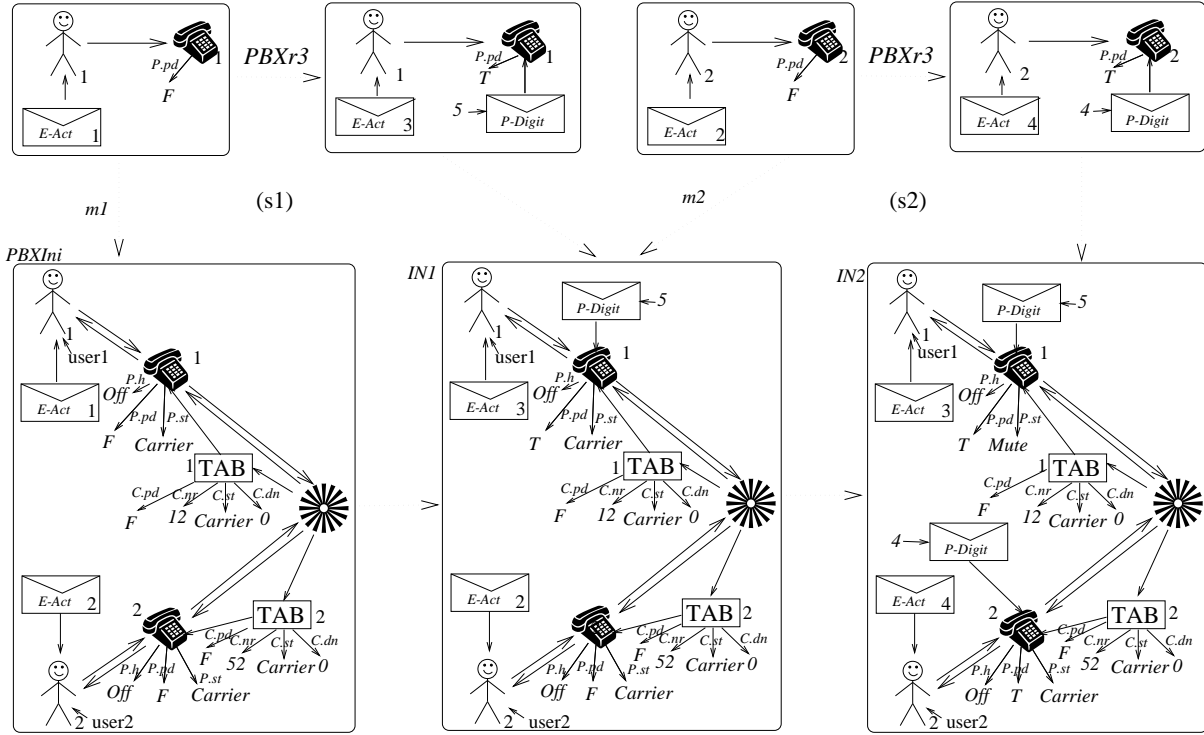 P.pd
1
F
1
E-Act 1
PBXr3
P.pd
1
T
1
E-Act 3
5
P-Digit
P.pd
2
F
2
E-Act 2
PBXr3
P.pd
2
T
2
E-Act 4
4
P-Digit
m1
(s1)
m2
(s2)
PBXIni
1
user1
1
E-Act 1
P.h
Off
P.pd
P.st
F
Carrier
1
TAB
C.pd
C.nr
C.st
C.dn
F
12
Carrier
0
E-Act 2
2
TAB
2
C.pd
C.nr
C.st
C.dn
F
52
Carrier
0
P.h
P.pd
P.st
Off
F
Carrier
2
user2
IN1
P-Digit
5
1
user1
1
E-Act 3
P.h
Off
P.pd
P.st
T
Carrier
1
TAB
C.pd
C.nr
C.st
C.dn
F
12
Carrier
0
E-Act 2
2
TAB
2
C.pd
C.nr
C.st
C.dn
F
52
Carrier
0
P.h
P.pd
P.st
Off
F
Carrier
2
user2
IN2
P-Digit
5
1
user1
1
E-Act 3
P.h
Off
P.pd
P.st
T
Mute
1
TAB
C.pd
C.nr
C.st
C.dn
F
12
Carrier
0
4
P-Digit
E-Act 4
2
TAB
2
C.pd
C.nr
C.st
C.dn
F
52
Carrier
0
P.h
P.pd
P.st
Off
T
Carrier
2
user2